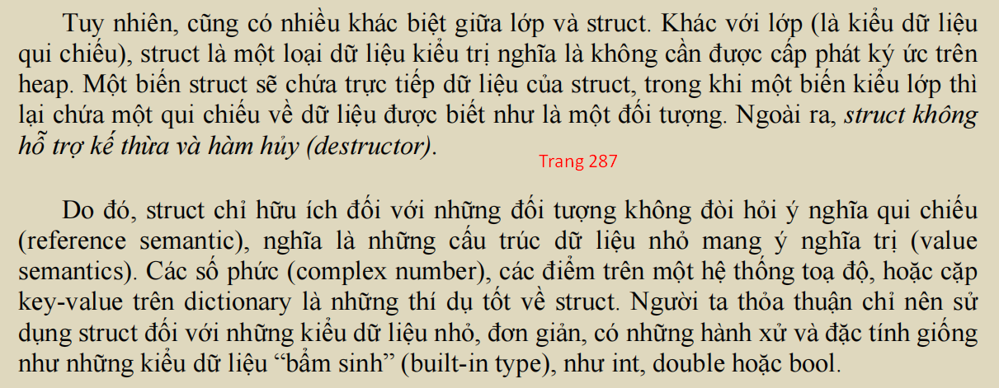 Tuy nhiên, cũng có nhiều khác biệt giữa lớp và struct. Khác với lớp (là kiểu dữ liệu
qui chiếu), struct là một loại dữ liệu kiểu trị nghĩa là không cần được cấp phát ký ức trên
heap. Một biến struct sẽ chứa trực tiếp dữ liệu của struct, trong khi một biến kiểu lớp thì
lại chứa một qui chiếu về dữ liệu được biết như là một đối tượng. Ngoài ra, struct không
hỗ trợ kế thừa và hàm hủy (destructor).
Trang 287
Do đó, struct chỉ hữu ích đối với những đối tượng không đòi hỏi ý nghĩa qui chiếu
(reference semantic), nghĩa là những cấu trúc dữ liệu nhỏ mang ý nghĩa trị (value
semantics). Các số phức (complex number), các điểm trên một hệ thống toạ độ, hoặc cặp
key-value trên dictionary là những thí dụ tốt về struct. Người ta thỏa thuận chỉ nên sử
dụng struct đối với những kiểu dữ liệu nhỏ, đơn giản, có những hành xử và đặc tính giống
như những kiểu dữ liệu “bẩm sinh” (built-in type), như int, double hoặc bool.